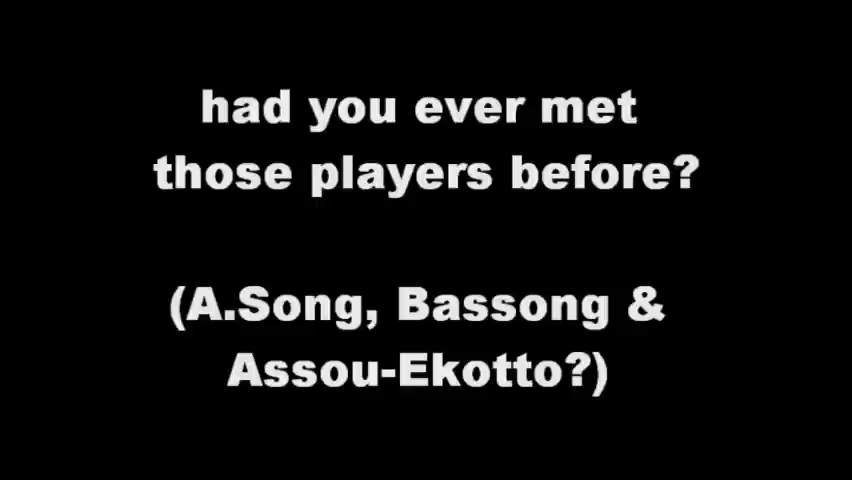 had you ever met
those players before?
(A.Song, Bassong &
Assou-Ekotto?)